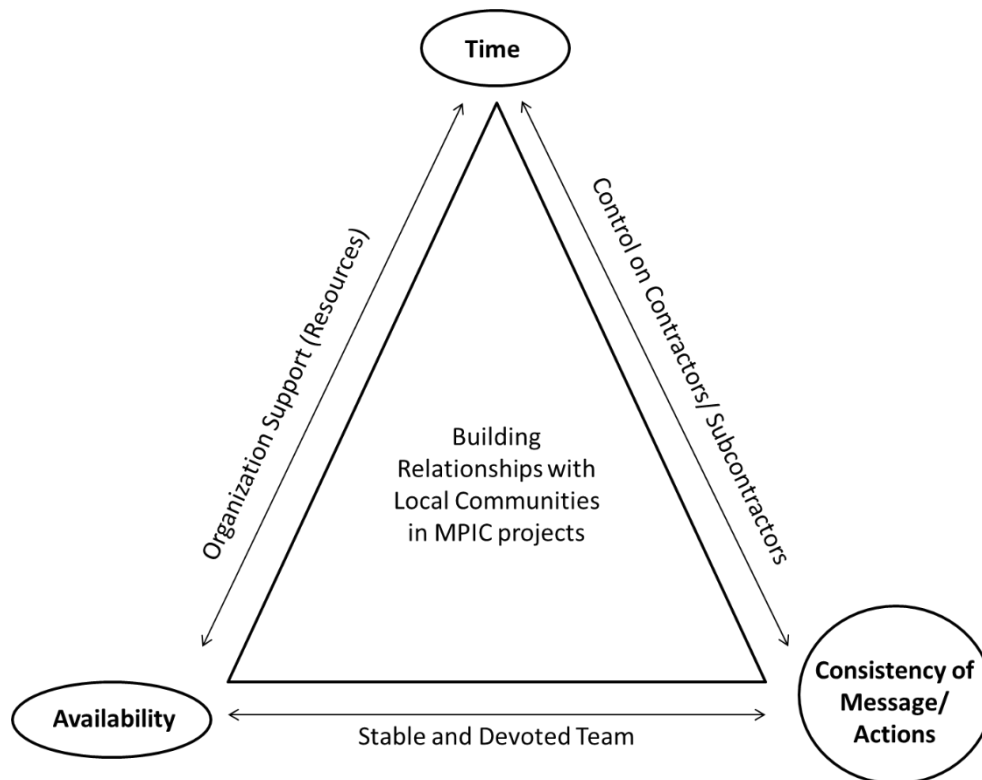 Time
Organization Support (Resources)
Control on Contractors/ Subcontractors
Building
Relationships with
Local Communities
in MPIC projects
Availability
Stable and Devoted Team
Consistency of
Message/
Actions